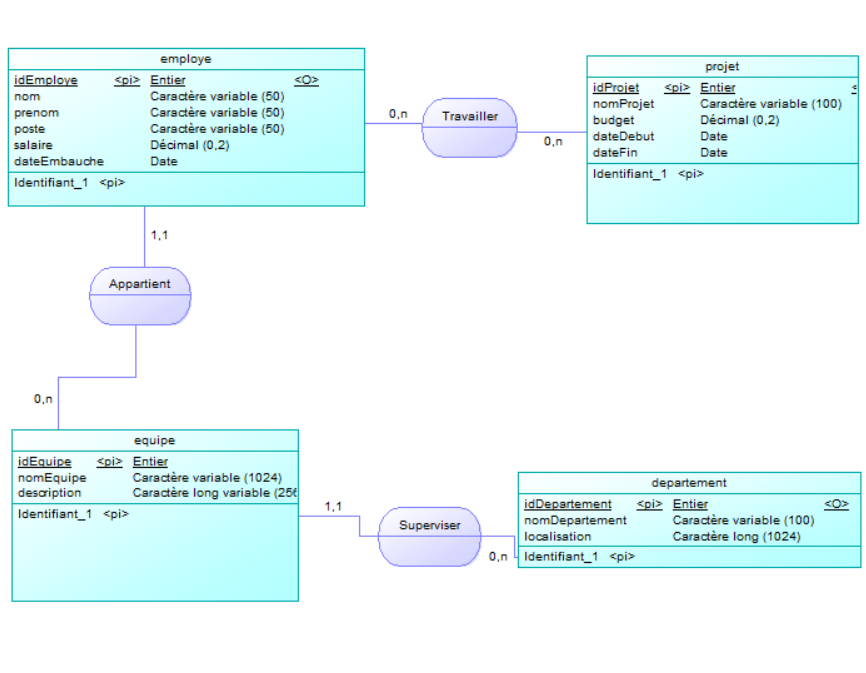 employe
idEmploye <pi> Entier <O>
nom Caractère variable (50)
prenom Caractère variable (50)
poste Caractère variable (50)
salaire Décimal (0,2)
dateEmbauche Date
Identifiant_1 <pi>
0,n
Travailler
0,n
projet
idProjet <pi> Entier <
nomProjet Caractère variable (100)
budget Décimal (0,2)
dateDebut Date
dateFin Date
Identifiant_1 <pi>
1,1
Appartient
0,n
equipe
idEquipe <pi> Entier
nomEquipe Caractère variable (1024)
description Caractère long variable (256
Identifiant_1 <pi>
1,1
Superviser
0,n
departement
idDepartement <pi> Entier <O>
nomDepartement Caractère variable (100)
localisation Caractère long (1024)
Identifiant_1 <pi>